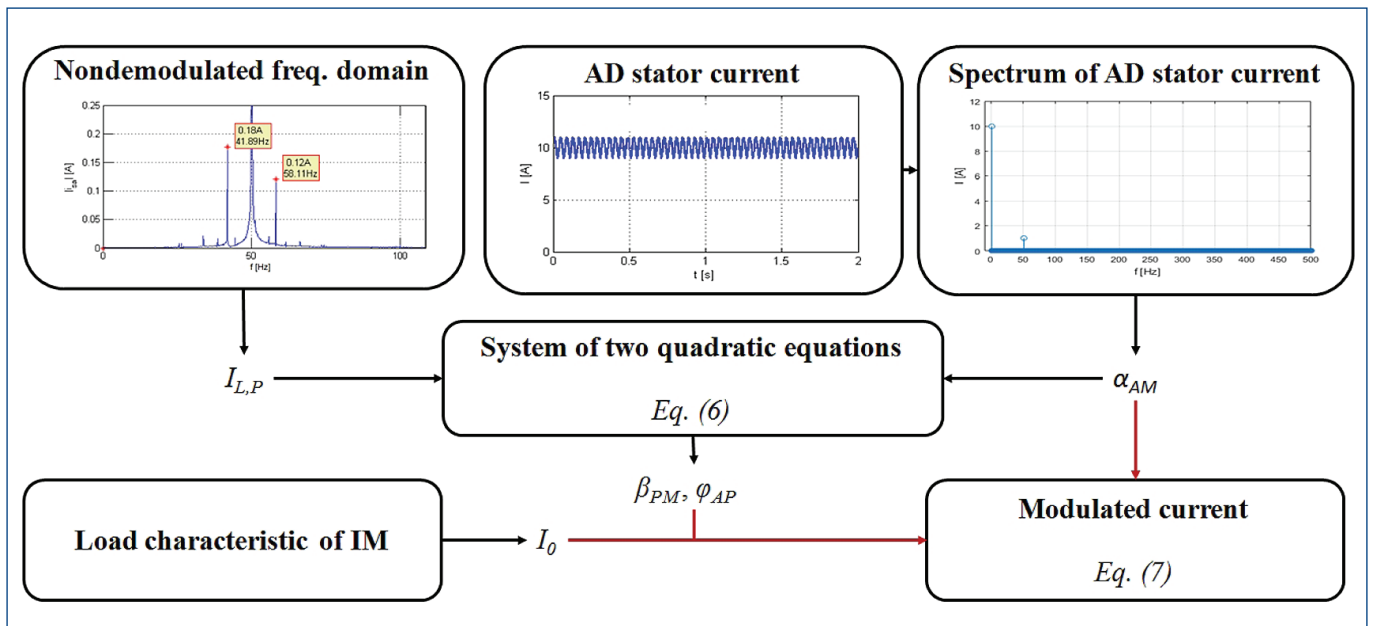 Nondemodulated freq. domain
0.25
0.2
0.15
0.1
0.05
0
|i_sa| [A]
0.18A
41.89Hz
0.12A
58.11Hz
0 50 100
f [Hz]
AD stator current
15
10
5
0
I [A]
0 0.5 1 1.5 2
t [s]
Spectrum of AD stator current
12
10
8
6
4
2
0
I [A]
0 50 100 150 200 250 300 350 400 450 500
f [Hz]
I_L,P
System of two quadratic equations
Eq. (6)
α_AM
β_PM, φ_AP
Load characteristic of IM
I_0
Modulated current
Eq. (7)